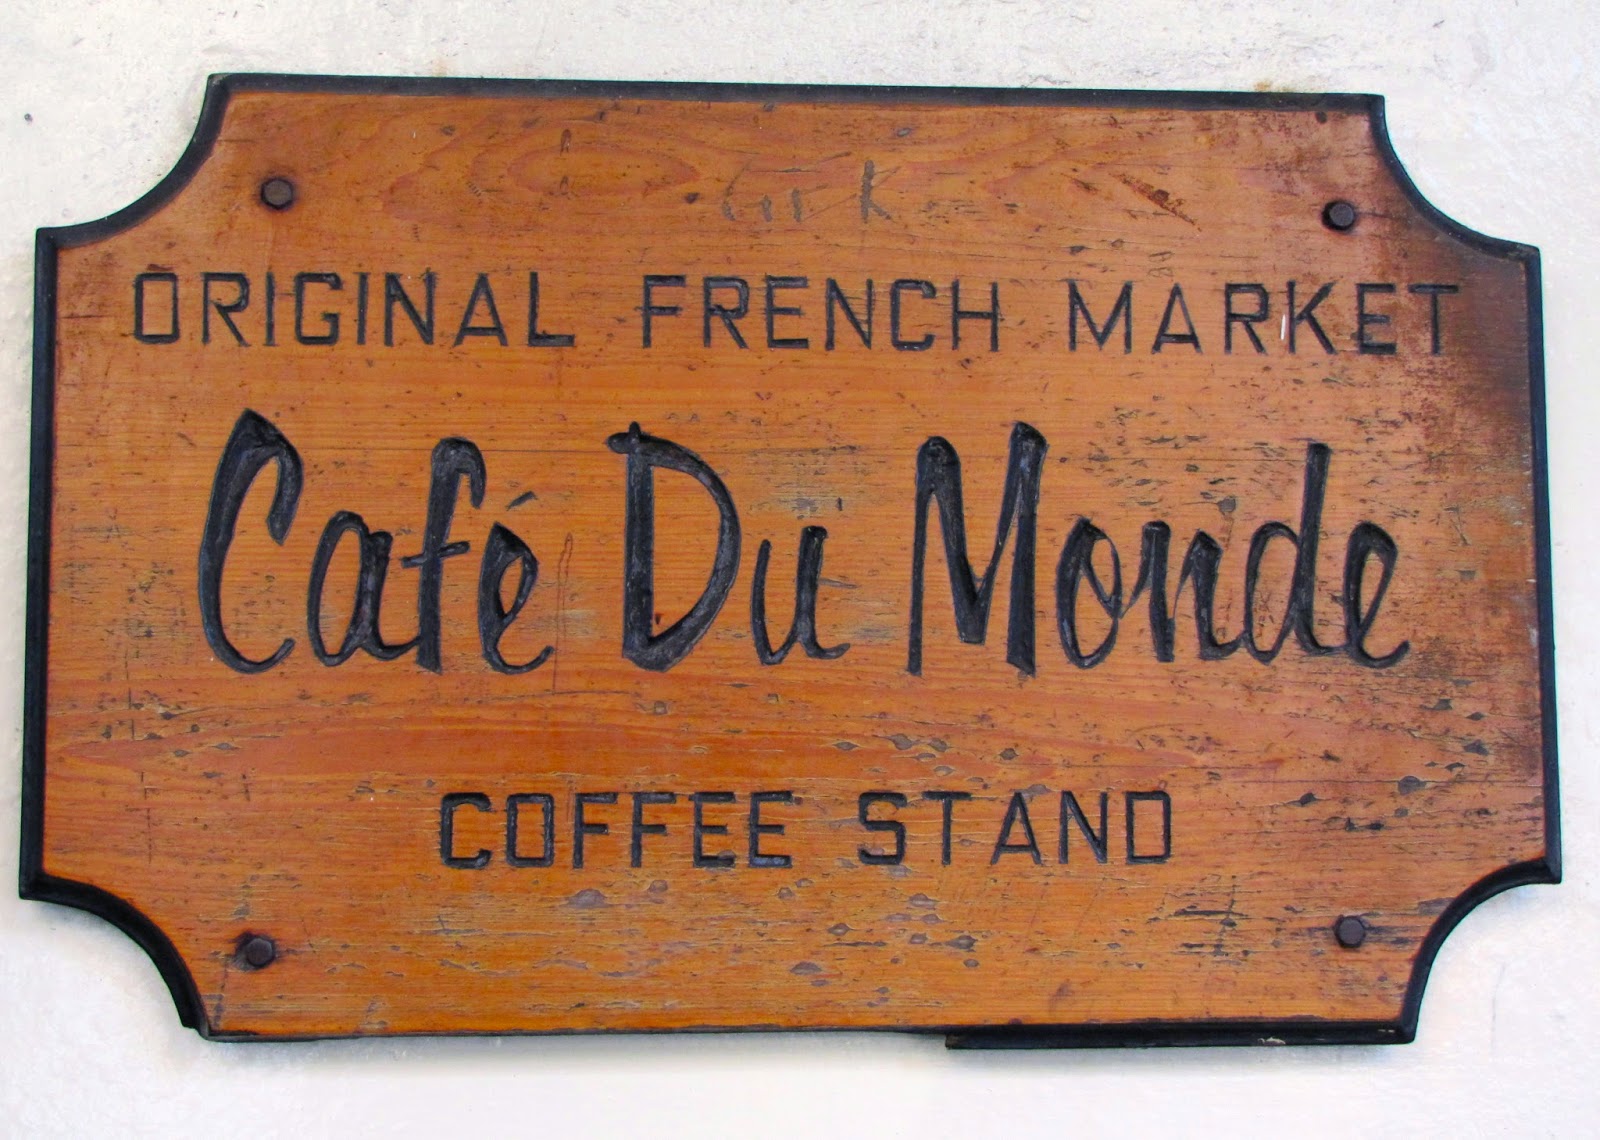 ORIGINAL FRENCH MARKET
Café Du Monde
COFFEE STAND